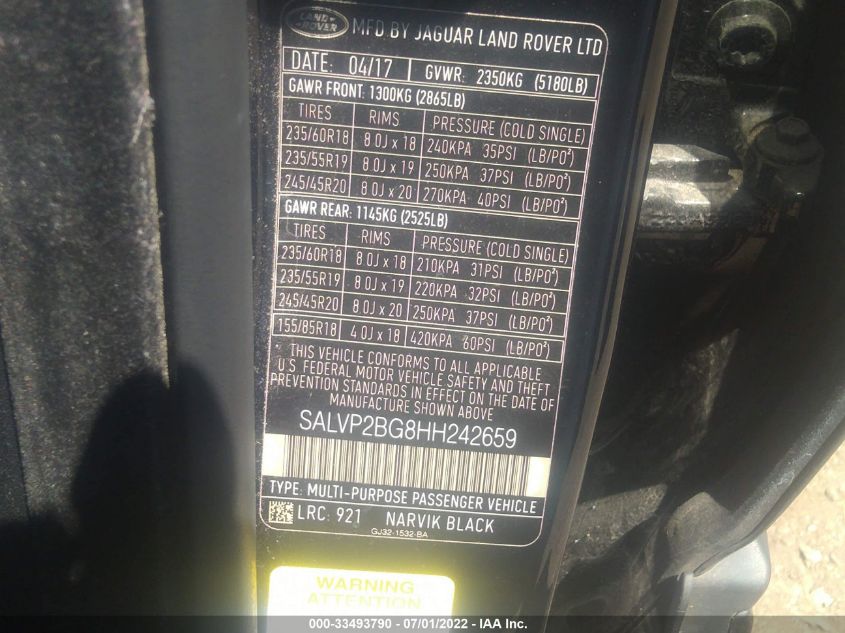 LAND ROVER MFD BY JAGUAR LAND ROVER LTD
DATE: 04/17 GVWR: 2350KG (5180LB)
GAWR FRONT: 1300KG (2865LB)
TIRES RIMS PRESSURE (COLD SINGLE)
235/60R18 8.0J x 18 240KPA 35PSI (LB/PO²)
235/55R19 8.0J x 19 250KPA 37PSI (LB/PO²)
245/45R20 8.0J x 20 270KPA 40PSI (LB/PO²)
GAWR REAR: 1145KG (2525LB)
TIRES RIMS PRESSURE (COLD SINGLE)
235/60R18 8.0J x 18 210KPA 31PSI (LB/PO²)
235/55R19 8.0J x 19 220KPA 32PSI (LB/PO²)
245/45R20 8.0J x 20 250KPA 37PSI (LB/PO²)
155/85R18 4.0J x 18 420KPA 60PSI (LB/PO²)
THIS VEHICLE CONFORMS TO ALL APPLICABLE
U.S. FEDERAL MOTOR VEHICLE SAFETY AND THEFT
PREVENTION STANDARDS IN EFFECT ON THE DATE OF
MANUFACTURE SHOWN ABOVE
SALVP2BG8HH242659
TYPE: MULTI-PURPOSE PASSENGER VEHICLE
LRC: 921 NARVIK BLACK
GJ32-1532-BA
WARNING
ATTENTION
000-33493790 - 07/01/2022 - IAA Inc.